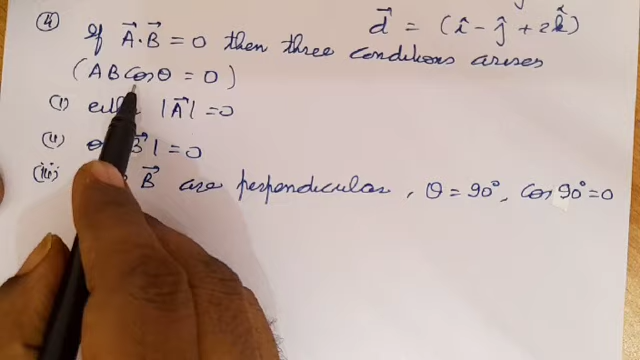 d⃗ = (î - ĵ + 2k̂)
(4) If A⃗·B⃗ = 0 then three conditions arises
(AB cosθ = 0)
(i) |A⃗| = 0
(ii) B⃗| = 0
(iii) B⃗ are perpendicular, θ = 90°, cos 90° = 0